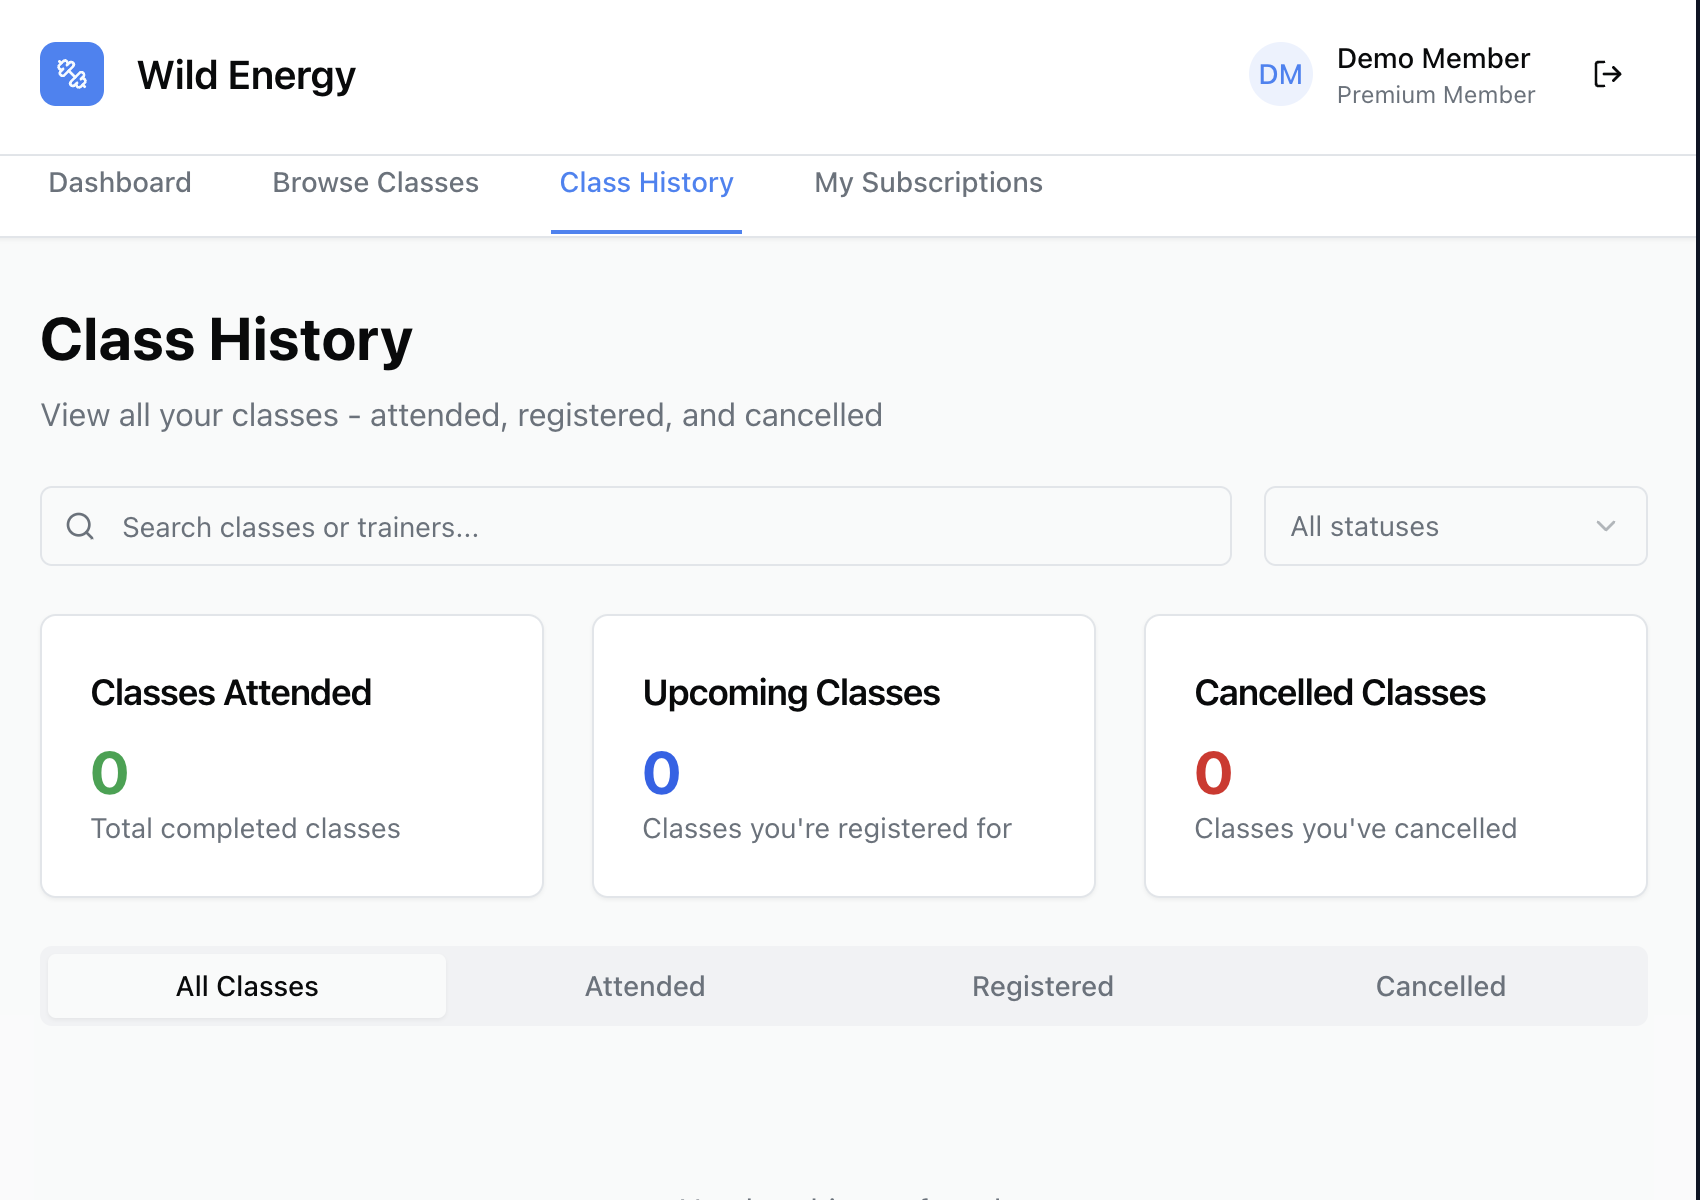 Wild Energy
DM
Demo Member
Premium Member
Dashboard
Browse Classes
Class History
My Subscriptions
Class History
View all your classes - attended, registered, and cancelled
Search classes or trainers...
All statuses
Classes Attended
0
Total completed classes
Upcoming Classes
0
Classes you're registered for
Cancelled Classes
0
Classes you've cancelled
All Classes
Attended
Registered
Cancelled